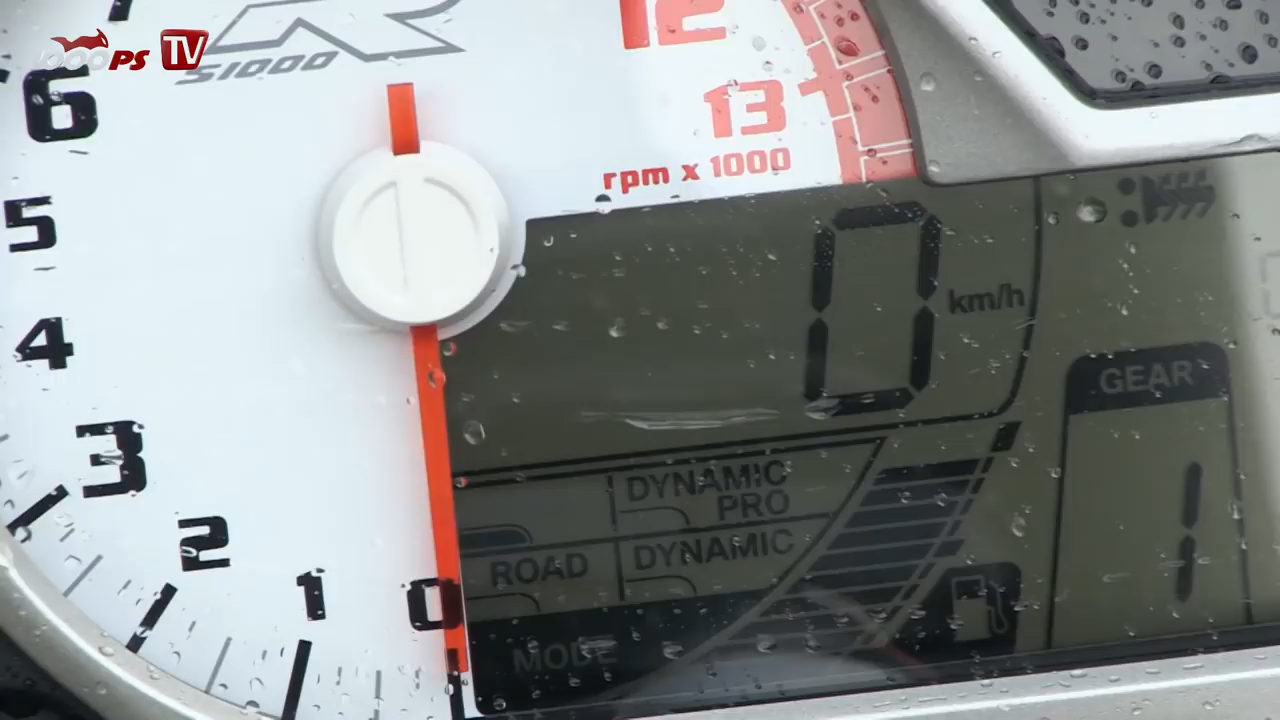 1000PS TV
R
S1000
12
13
rpm x 1000
6
5
4
3
2
1
0
0 km/h
GEAR
1
DYNAMIC
PRO
ROAD
DYNAMIC
MODE